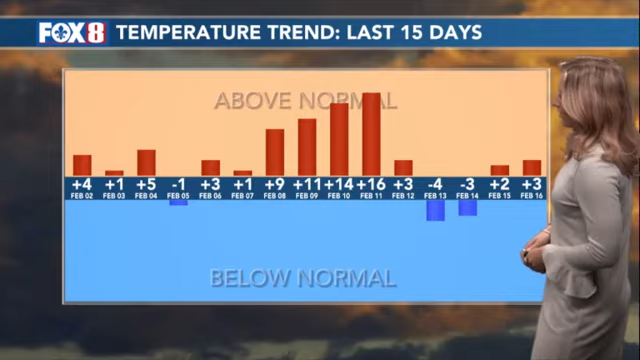 FOX 8 TEMPERATURE TREND: LAST 15 DAYS
ABOVE NORMAL
+4 +1 +5 -1 +3 +1 +9 +11 +14 +16 +3 -4 -3 +2 +3
FEB 02 FEB 03 FEB 04 FEB 05 FEB 06 FEB 07 FEB 08 FEB 09 FEB 10 FEB 11 FEB 12 FEB 13 FEB 14 FEB 15 FEB 16
BELOW NORMAL